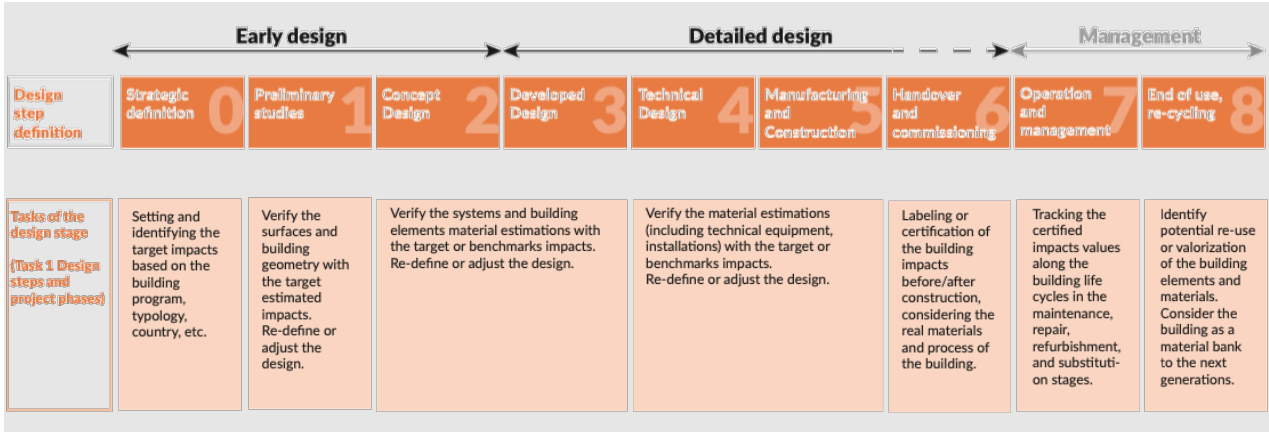 Early design
Detailed design
Management
Design
step
definition
Strategic
definition
0
Preliminary
studies
1
Concept
Design
2
Developed
Design
3
Technical
Design
4
Manufacturing
and
Construction
5
Handover
and
commissioning
6
Operation
and
management
7
End of use,
re-cycling
8
Tasks of the
design stage
(Task 1 Design
steps and
project phases)
Setting and
identifying the
target impacts
based on the
building
program,
typology,
country, etc.
Verify the
surfaces and
building
geometry with
the target
estimated
impacts.
Re-define or
adjust the
design.
Verify the systems and building
elements material estimations with
the target or benchmarks impacts.
Re-define or adjust the design.
Verify the material estimations
(including technical equipment,
installations) with the target or
benchmarks impacts.
Re-define or adjust the design.
Labeling or
certification of
the building
impacts
before/after
construction,
considering the
real materials
and process of
the building.
Tracking the
certified
impacts values
along the
building life
cycles in the
maintenance,
repair,
refurbishment,
and substituti-
on stages.
Identify
potential re-use
or valorization
of the building
elements and
materials.
Consider the
building as a
material bank
to the next
generations.